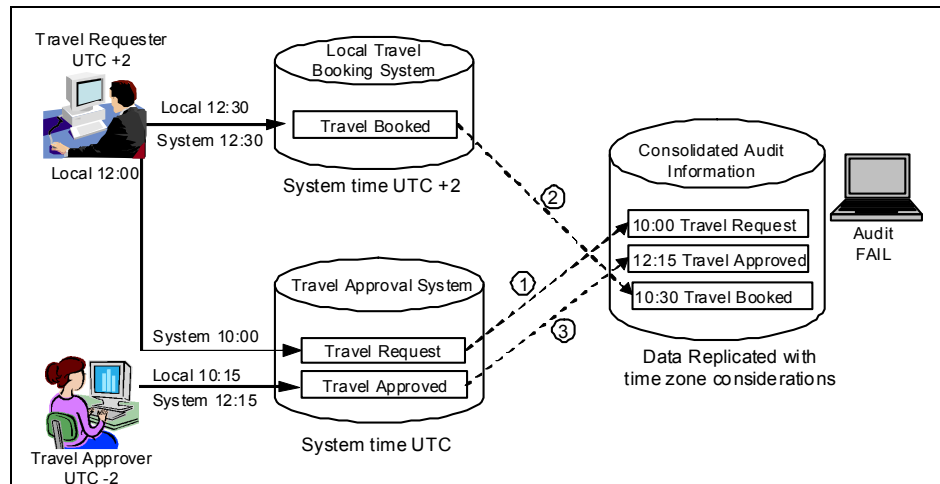 Travel Requester
UTC +2
Local 12:30
System 12:30
Local 12:00
Local Travel
Booking System
Travel Booked
System time UTC +2
2
Consolidated Audit
Information
10:00 Travel Request
12:15 Travel Approved
10:30 Travel Booked
Data Replicated with
time zone considerations
Audit
FAIL
Travel Approval System
1
3
System 10:00
Travel Request
Local 10:15
Travel Approved
System 12:15
System time UTC
Travel Approver
UTC -2